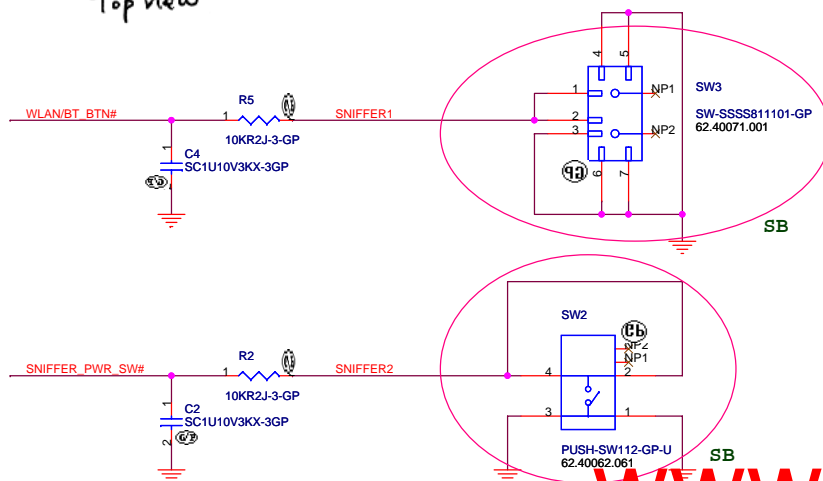 Top view
4 5
R5
SW3
WLAN/BT_BTN# 1 SNIFFER1 1 NP1
SW-SSSS811101-GP
2 62.40071.001
10KR2J-3-GP 3 NP2
1 C4
SC1U10V3KX-3GP
6 7
SB
SW2
R2 NP2
NP1
SNIFFER_PWR_SW# 1 SNIFFER2 4 2
10KR2J-3-GP
1 C2 3 1
SC1U10V3KX-3GP
2
PUSH-SW112-GP-U SB
62.40062.061